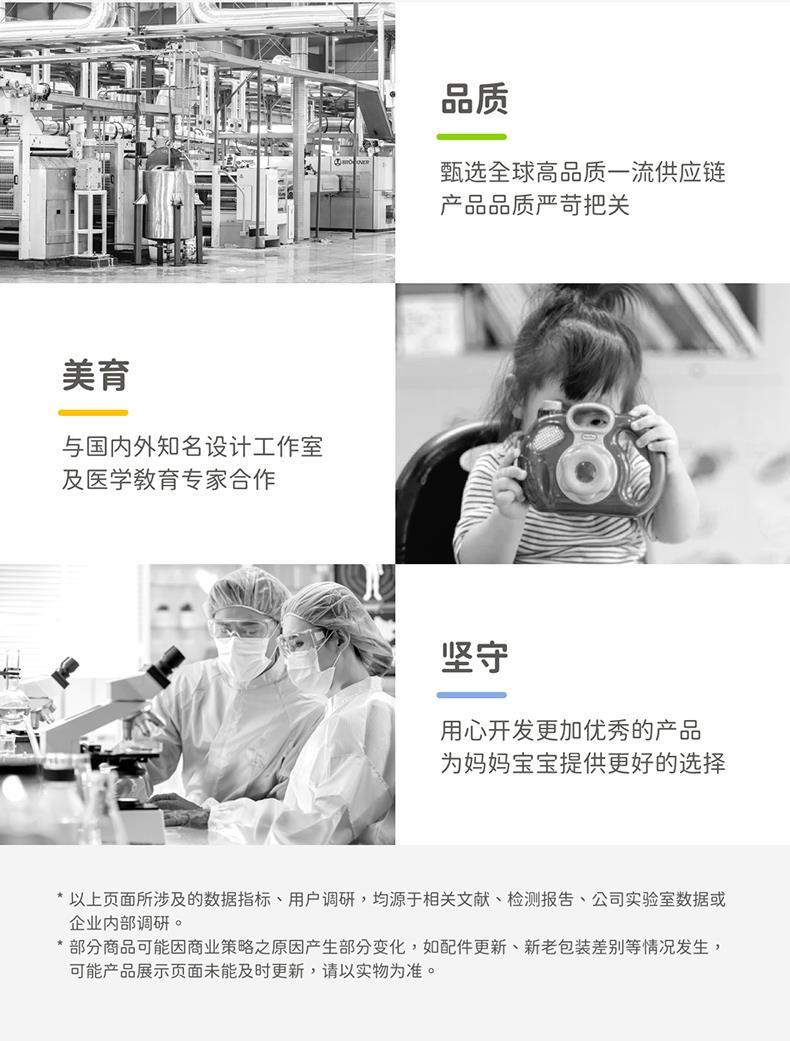 BRÜCKNER
品质
甄选全球高品质一流供应链
产品品质严苛把关
美育
与国内外知名设计工作室
及医学教育专家合作
坚守
用心开发更加优秀的产品
为妈妈宝宝提供更好的选择
* 以上页面所涉及的数据指标、用户调研，均源于相关文献、检测报告、公司实验室数据或
企业内部调研。
* 部分商品可能因商业策略之原因产生部分变化，如配件更新、新老包装差别等情况发生，
可能产品展示页面未能及时更新，请以实物为准。